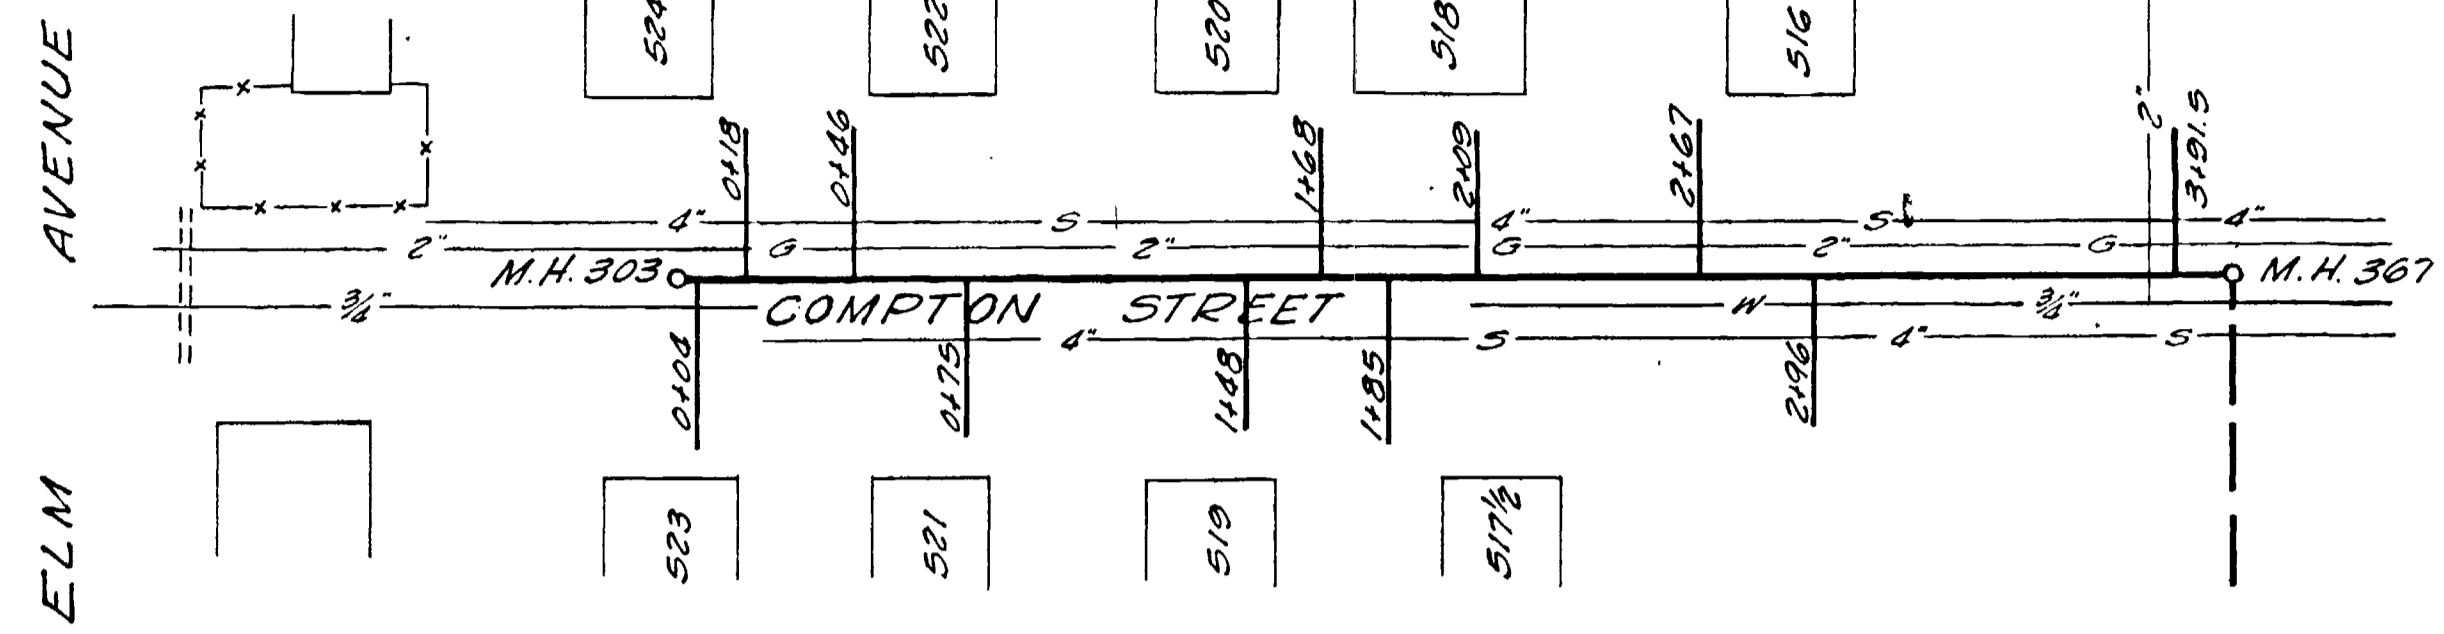 ELM AVENUE
524
522
520
518
516
0+18
0+46
1+68
2+09
2+67
2"
3+91.5
4" S 4" S 4"
2" G 2" G 2" G
M.H. 303
M.H. 367
3/4"
COMPTON STREET
W 3/4"
4" S 4" S
0+04
0+75
1+48
1+85
2+96
523
521
519
517½